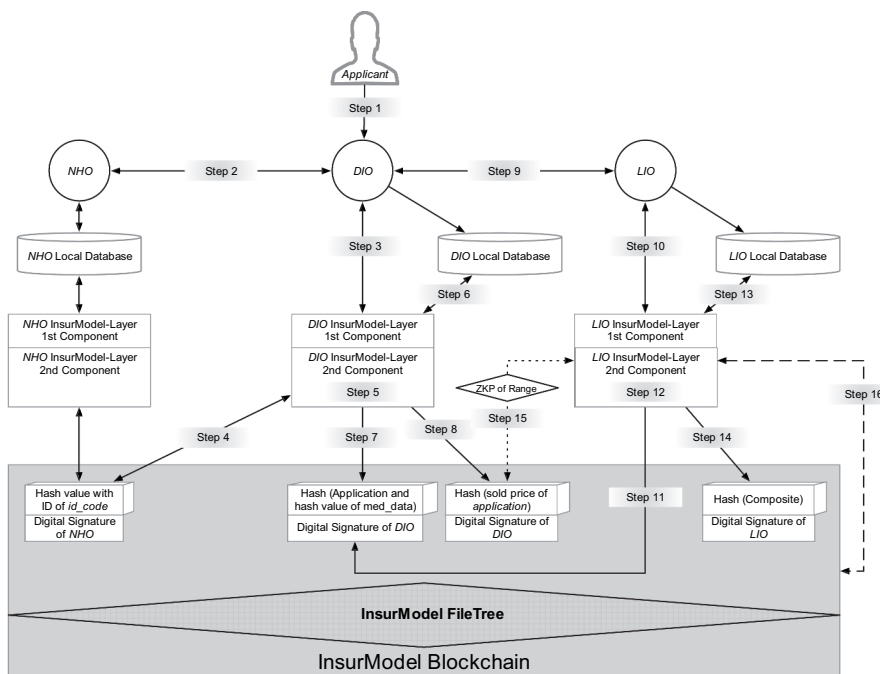 Applicant
Step 1
NHO
Step 2
DIO
Step 9
LIO
NHO Local Database
Step 3
DIO Local Database
Step 10
LIO Local Database
Step 6
Step 13
NHO InsurModel-Layer
1st Component
NHO InsurModel-Layer
2nd Component
DIO InsurModel-Layer
1st Component
DIO InsurModel-Layer
2nd Component
Step 5
LIO InsurModel-Layer
1st Component
LIO InsurModel-Layer
2nd Component
Step 12
ZKP of Range
Step 15
Step 16
Step 4
Step 7
Step 8
Step 14
Step 11
Hash value with
ID of id_code
Digital Signature
of NHO
Hash (Application and
hash value of med_data)
Digital Signature of DIO
Hash (sold price of
application)
Digital Signature of
DIO
Hash (Composite)
Digital Signature of
LIO
InsurModel FileTree
InsurModel Blockchain